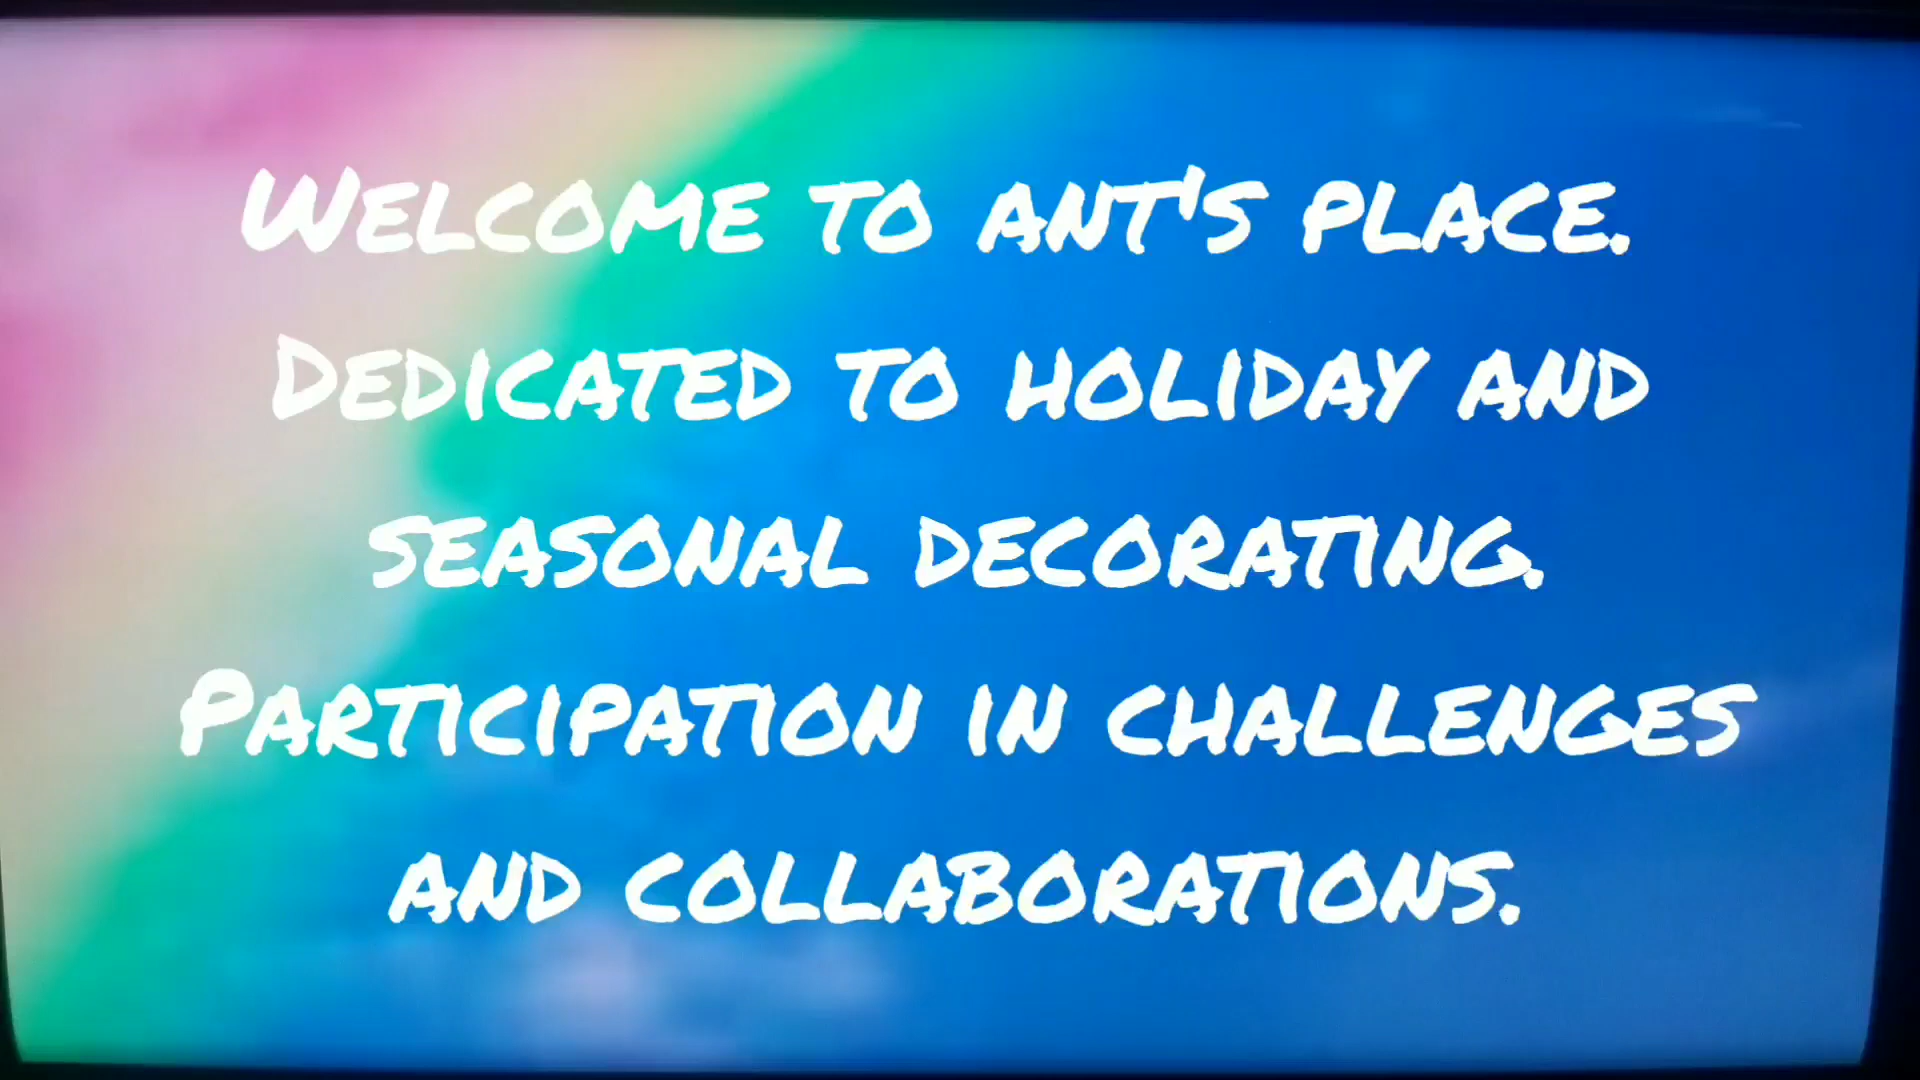 Welcome to ant's place.
Dedicated to holiday and
seasonal decorating.
Participation in challenges
and collaborations.